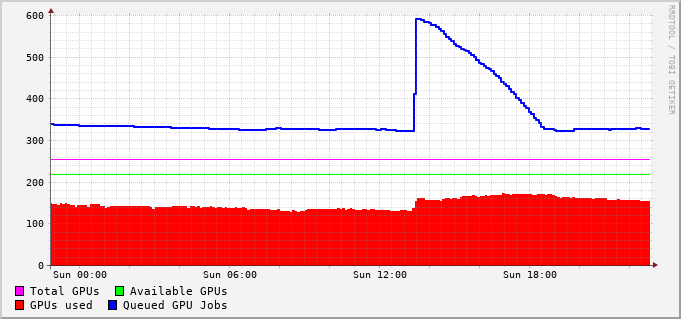 RRDTOOL / TOBI OETIKER
600
500
400
300
200
100
0
Sun 00:00 Sun 06:00 Sun 12:00 Sun 18:00
Total GPUs Available GPUs
GPUs used Queued GPU Jobs